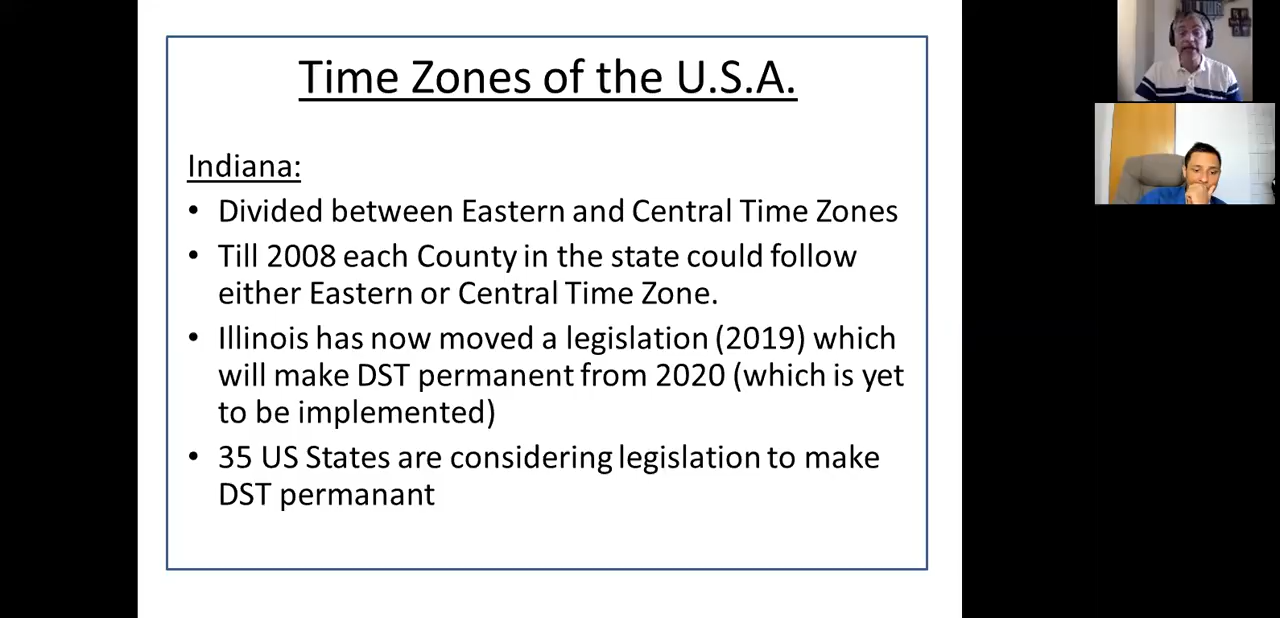 Time Zones of the U.S.A.
Indiana:
• Divided between Eastern and Central Time Zones
• Till 2008 each County in the state could follow
either Eastern or Central Time Zone.
• Illinois has now moved a legislation (2019) which
will make DST permanent from 2020 (which is yet
to be implemented)
• 35 US States are considering legislation to make
DST permanant